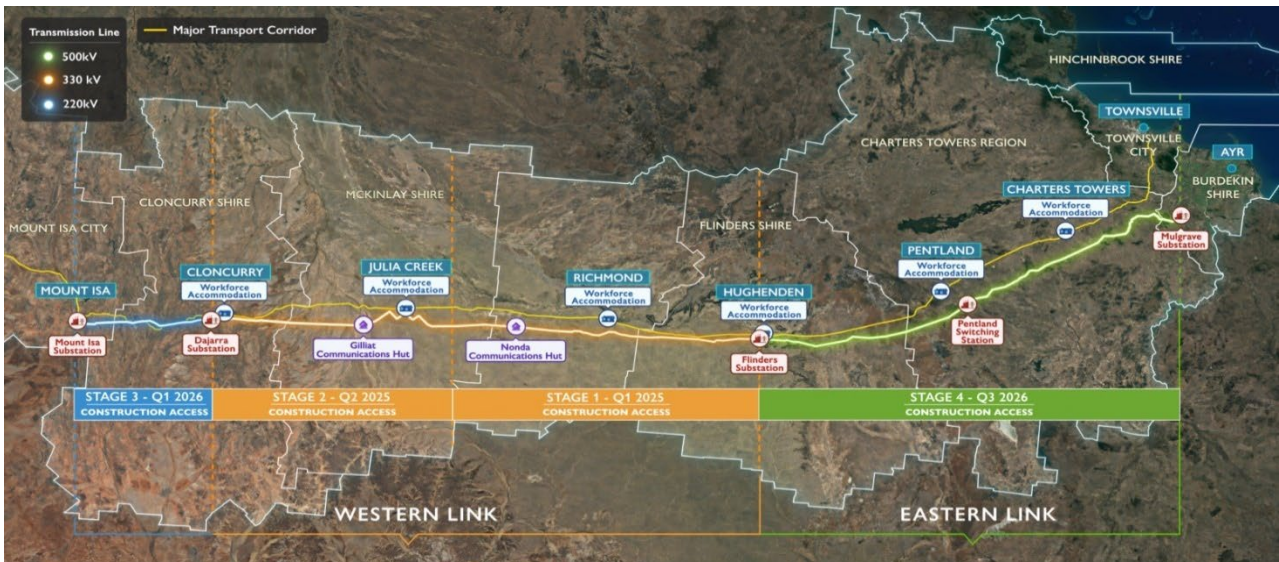 Transmission Line
500kV
330 kV
220kV
Major Transport Corridor
HINCHINBROOK SHIRE
TOWNSVILLE
TOWNSVILLE
CITY
AYR
BURDEKIN
SHIRE
CHARTERS TOWERS REGION
CHARTERS TOWERS
Workforce
Accommodation
MCKINLAY SHIRE
CLONCURRY SHIRE
MOUNT ISA CITY
FLINDERS SHIRE
Mulgrave
Substation
PENTLAND
Workforce
Accommodation
CLONCURRY
Workforce
Accommodation
JULIA CREEK
Workforce
Accommodation
RICHMOND
Workforce
Accommodation
HUGHENDEN
Workforce
Accommodation
MOUNT ISA
Mount Isa
Substation
Dajarra
Substation
Gilliat
Communications Hut
Nonda
Communications Hut
Flinders
Substation
Pentland
Switching
Station
STAGE 3 - Q1 2026
CONSTRUCTION ACCESS
STAGE 2 - Q2 2025
CONSTRUCTION ACCESS
STAGE 1 - Q1 2025
CONSTRUCTION ACCESS
STAGE 4 - Q3 2026
CONSTRUCTION ACCESS
WESTERN LINK
EASTERN LINK